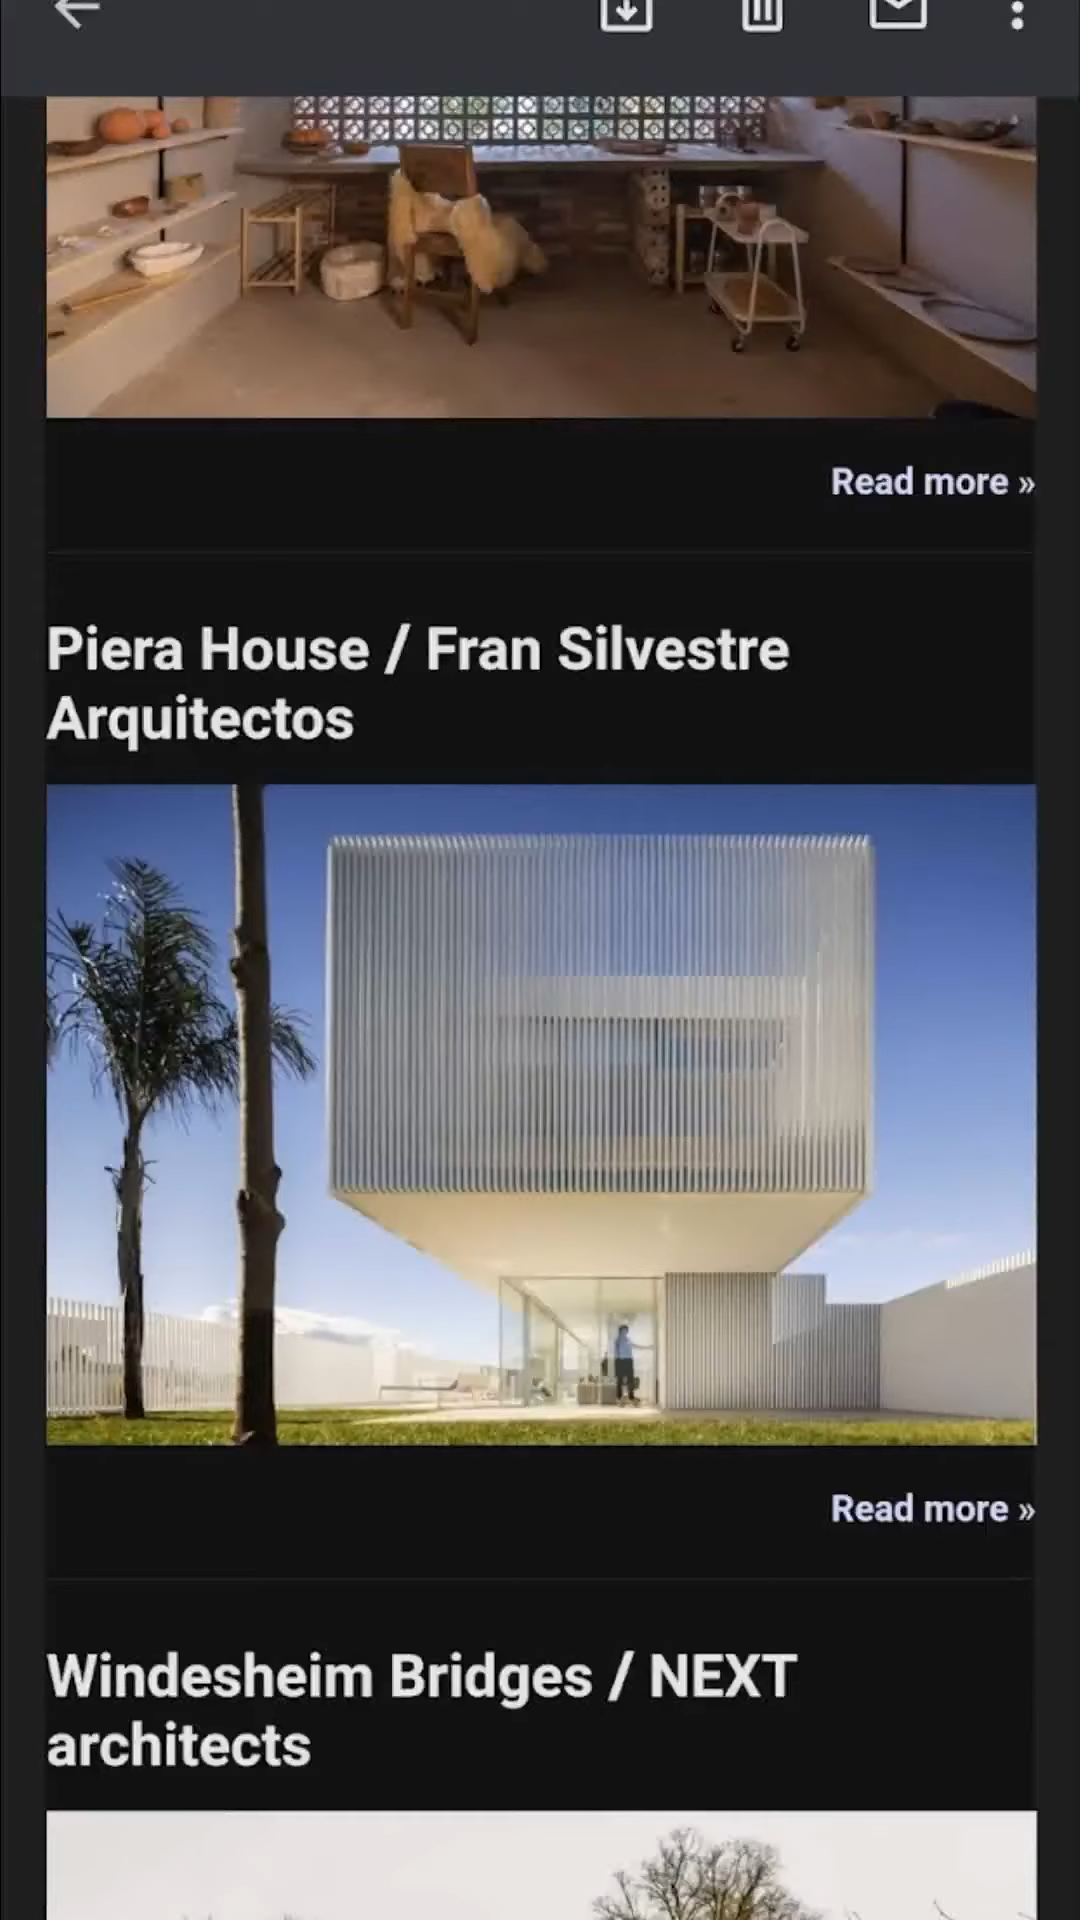 Read more »
Piera House / Fran Silvestre
Arquitectos
Read more »
Windesheim Bridges / NEXT
architects